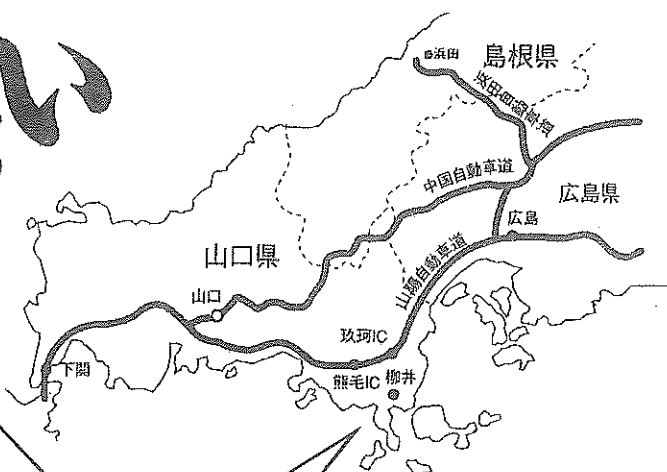 い
浜田
島根県
浜田自動車道
中国自動車道
広島県
広島
山口県
山陽自動車道
山口
玖珂IC
下関
熊毛IC
柳井